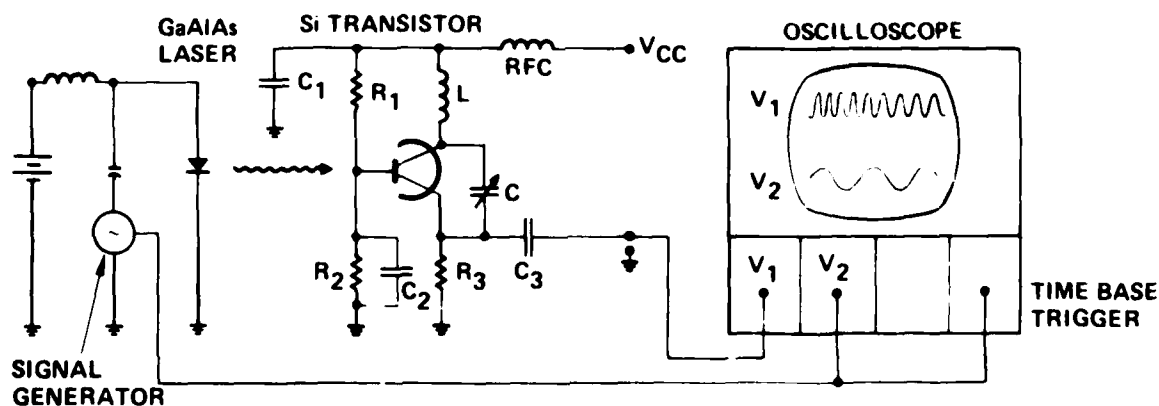 GaAlAs
LASER
Si TRANSISTOR
C1
R1
L
RFC
VCC
C
R2
C2
R3
C3
~
SIGNAL
GENERATOR
OSCILLOSCOPE
V1
V2
V1
V2
TIME BASE
TRIGGER